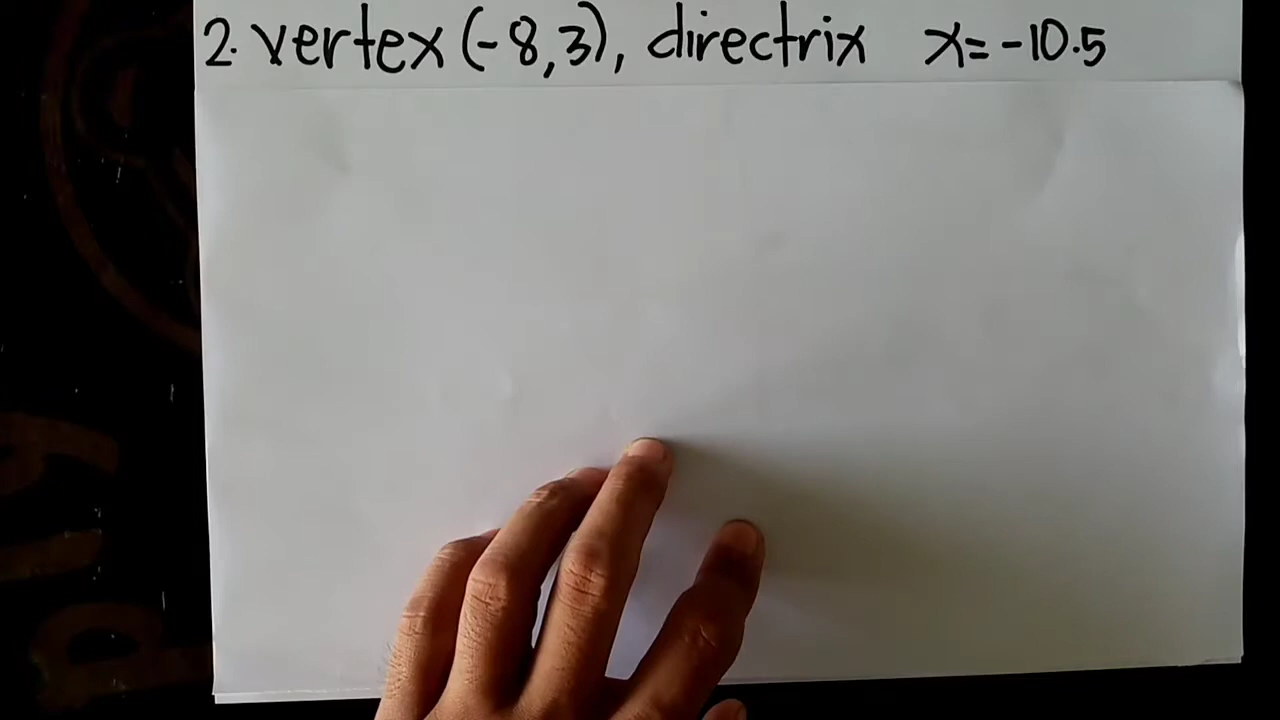 2. vertex (-8,3), directrix x = -10.5